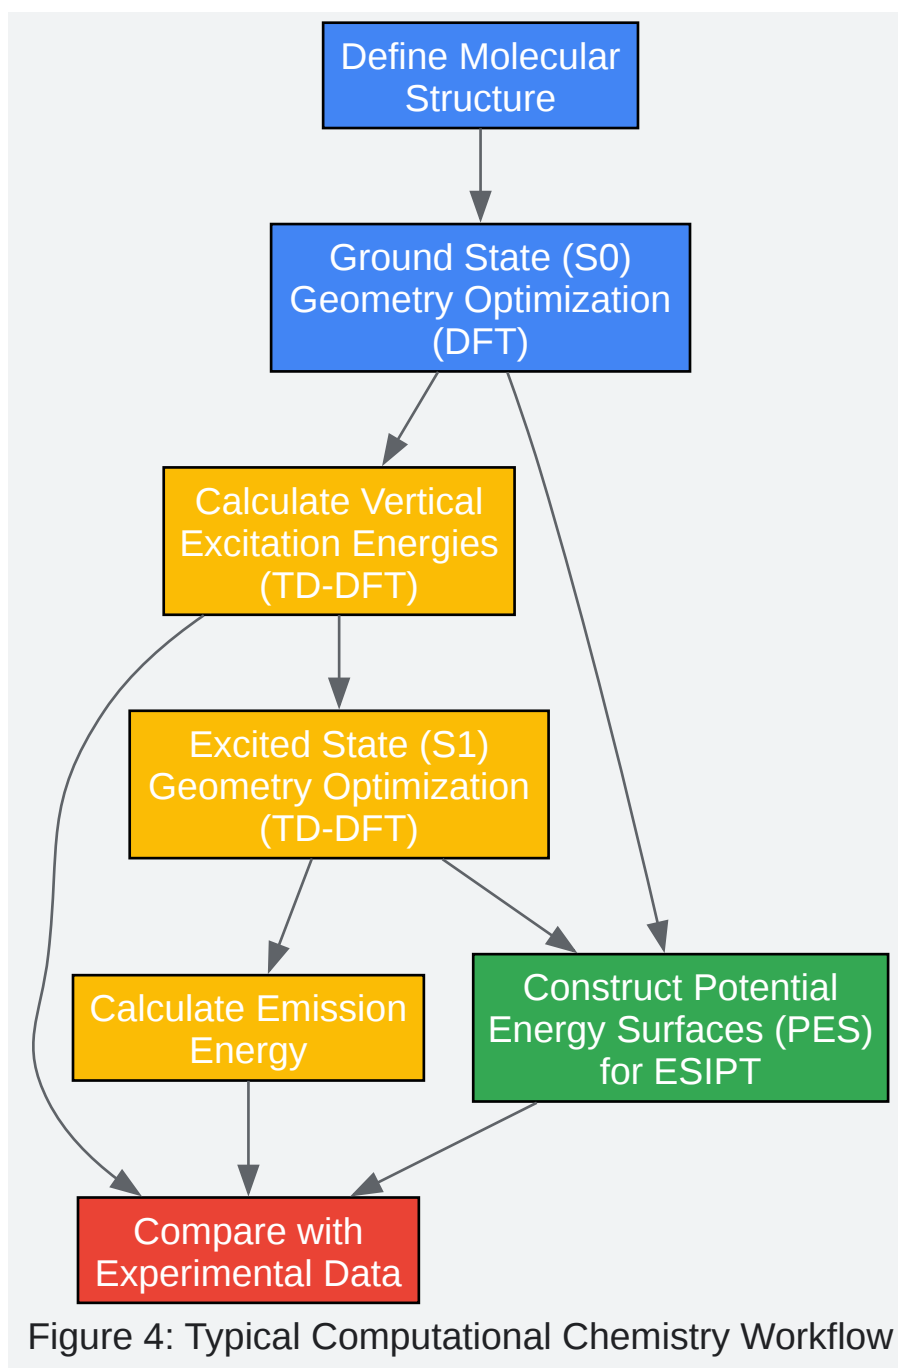 Define Molecular
Structure
Ground State (S0)
Geometry Optimization
(DFT)
Calculate Vertical
Excitation Energies
(TD-DFT)
Excited State (S1)
Geometry Optimization
(TD-DFT)
Calculate Emission
Energy
Construct Potential
Energy Surfaces (PES)
for ESIPT
Compare with
Experimental Data
Figure 4: Typical Computational Chemistry Workflow